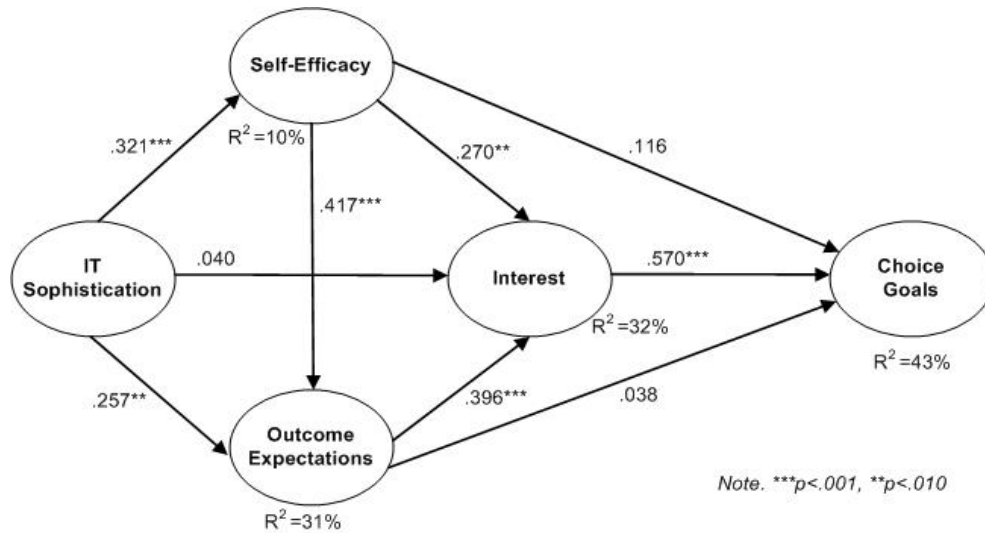 Self-Efficacy
R²=10%
.321***
.270**
.116
.417***
IT
Sophistication
.040
Interest
R²=32%
.570***
Choice
Goals
R²=43%
.257**
.396***
.038
Outcome
Expectations
R²=31%
Note. ***p<.001, **p<.010